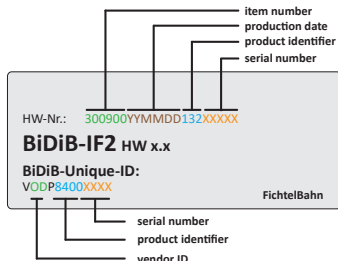 item number
production date
product identifier
serial number
HW-Nr.: 300900YYMMDD132XXXXX
BiDiB-IF2 HW x.x
BiDiB-Unique-ID:
VODP8400XXXX
FichtelBahn
serial number
product identifier
vendor ID